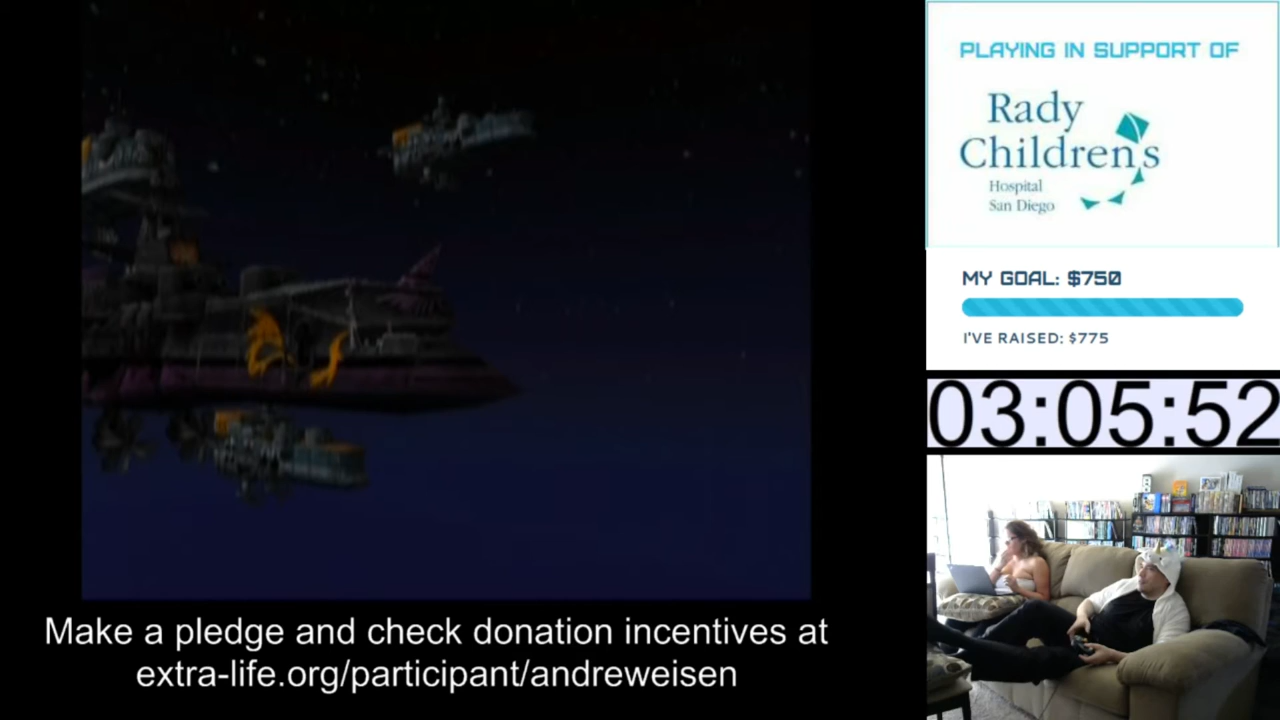 PLAYING IN SUPPORT OF
Rady
Children's
Hospital
San Diego
MY GOAL: $750
I'VE RAISED: $775
03:05:52
Make a pledge and check donation incentives at
extra-life.org/participant/andreweisen